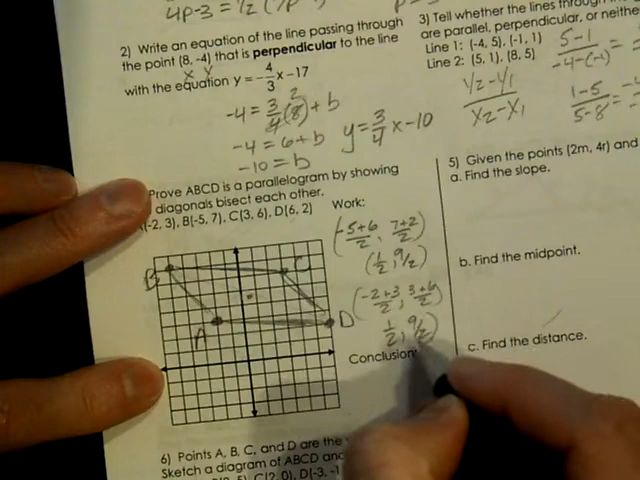 4p-3 = 1/2 (7p
2) Write an equation of the line passing through
the point (8, -4) that is perpendicular to the line
x y
with the equation y = -4/3x -17
-4 = 3/4(8) + b
2
-4 = 6 + b
-10 = b
y = 3/4 x -10
3) Tell whether the lines through
are parallel, perpendicular, or neithe
Line 1: (-4, 5), (-1, 1)
Line 2: (5, 1), (8, 5)
5-1/-4-(-1) =
y2-y1/x2-x1
1-5/5-8 =
Prove ABCD is a parallelogram by showing
diagonals bisect each other.
(-2, 3), B(-5, 7), C(3, 6), D(6, 2)
Work:
(-5+6/2, 7+2/2)
(1/2, 9/2)
(-2+3/2, 3+6/2)
(1/2, 9/2)
Conclusion:
B
C
A
D
5) Given the points (2m, 4r) and
a. Find the slope.
b. Find the midpoint.
c. Find the distance.
6) Points A, B, C, and D are the
Sketch a diagram of ABCD and
C(2, 0), D(-3, -1